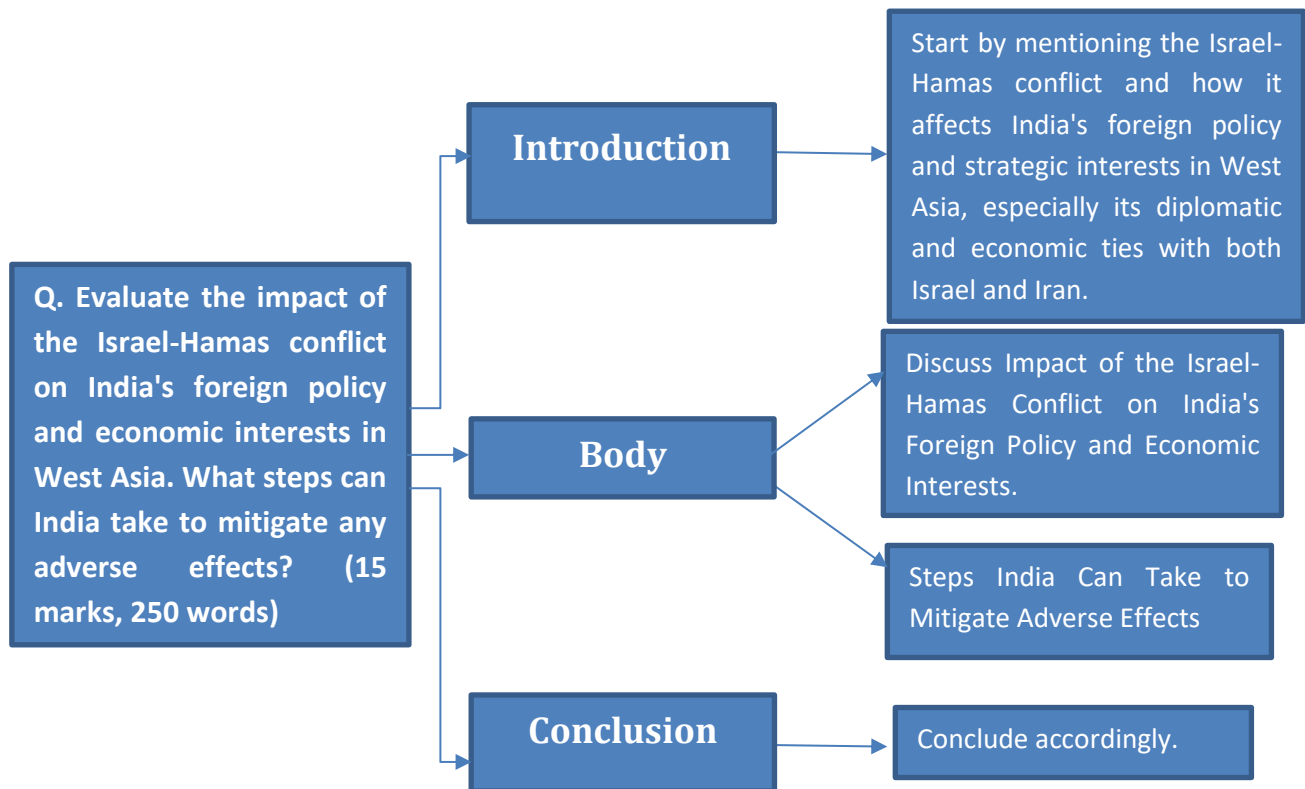 Q. Evaluate the impact of
the Israel-Hamas conflict
on India's foreign policy
and economic interests in
West Asia. What steps can
India take to mitigate any
adverse effects? (15
marks, 250 words)
Introduction
Start by mentioning the Israel-
Hamas conflict and how it
affects India's foreign policy
and strategic interests in West
Asia, especially its diplomatic
and economic ties with both
Israel and Iran.
Body
Discuss Impact of the Israel-
Hamas Conflict on India's
Foreign Policy and Economic
Interests.
Steps India Can Take to
Mitigate Adverse Effects
Conclusion
Conclude accordingly.